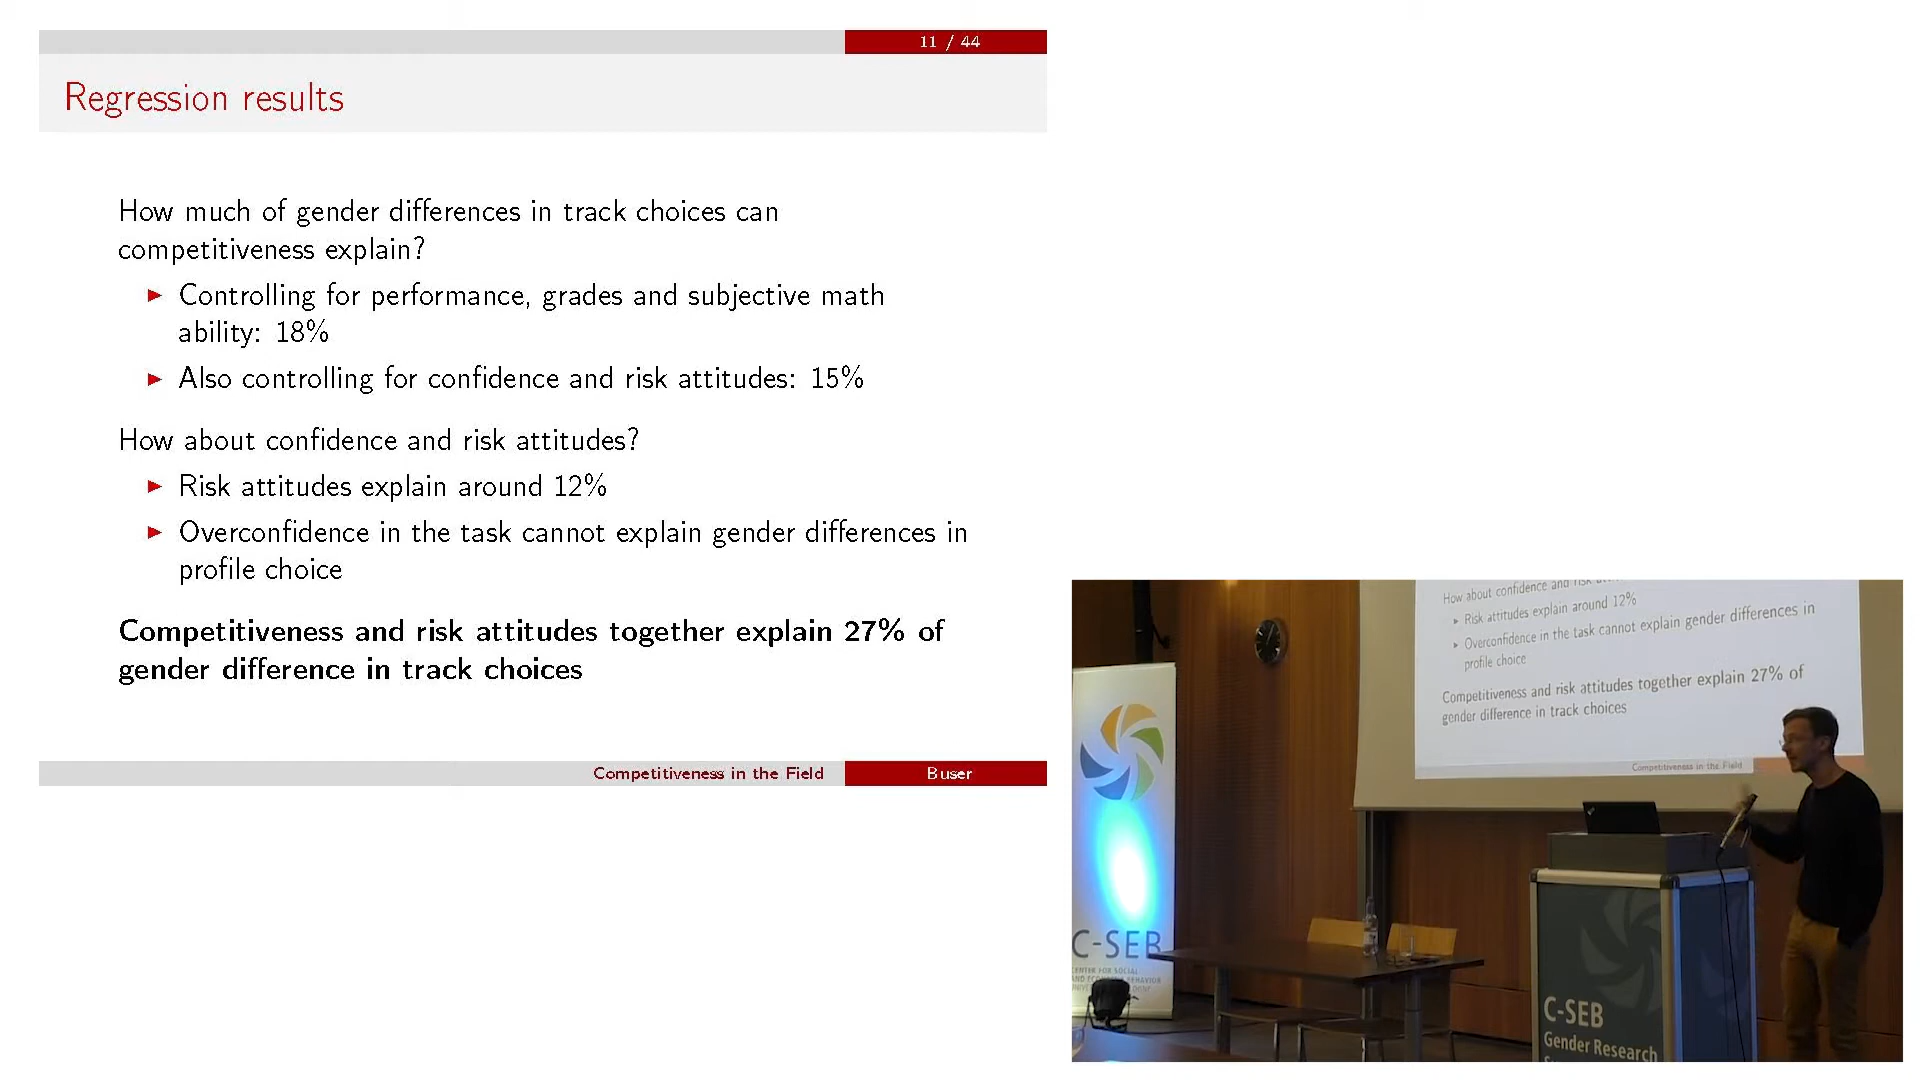 11 / 44
Regression results
How much of gender differences in track choices can
competitiveness explain?
Controlling for performance, grades and subjective math
ability: 18%
Also controlling for confidence and risk attitudes: 15%
How about confidence and risk attitudes?
Risk attitudes explain around 12%
Overconfidence in the task cannot explain gender differences in
profile choice
Competitiveness and risk attitudes together explain 27% of
gender difference in track choices
Competitiveness in the Field
Buser
How about confidence and risk
Risk attitudes explain around 12%
Overconfidence in the task cannot explain gender differences in
profile choice
Competitiveness and risk attitudes together explain 27% of
gender difference in track choices
Competitiveness in the Field
C-SEB
CENTER FOR SOCIAL
C-SEB
Gender Research